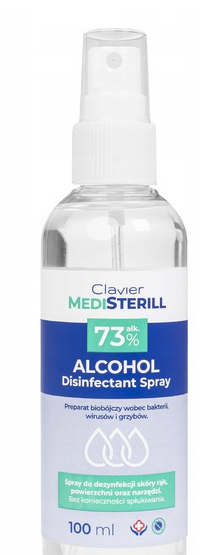 Clavier
MEDISTERILL
73 alk. %
ALCOHOL
Disinfectant Spray
Preparat biobójczy wobec bakterii,
wirusów i grzybów.
Spray do dezynfekcji skóry rąk,
powierzchni oraz narzędzi.
Bez konieczności spłukiwania.
100 ml